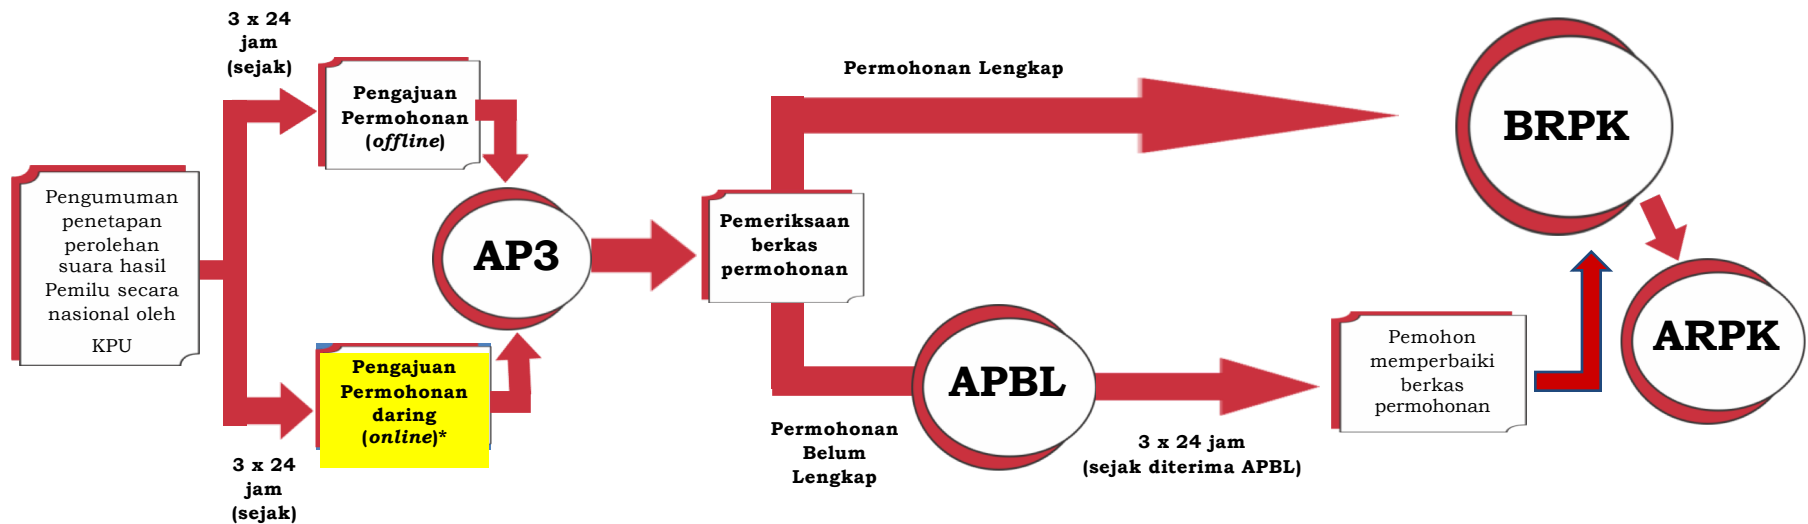 3 x 24
jam
(sejak)
Pengajuan
Permohonan
(offline)
Pengumuman
penetapan
perolehan
suara hasil
Pemilu secara
nasional oleh
KPU
Pengajuan
Permohonan
daring
(online)*
3 x 24
jam
(sejak)
AP3
Pemeriksaan
berkas
permohonan
Permohonan Lengkap
Permohonan
Belum
Lengkap
APBL
3 x 24 jam
(sejak diterima APBL)
Pemohon
memperbaiki
berkas
permohonan
BRPK
ARPK